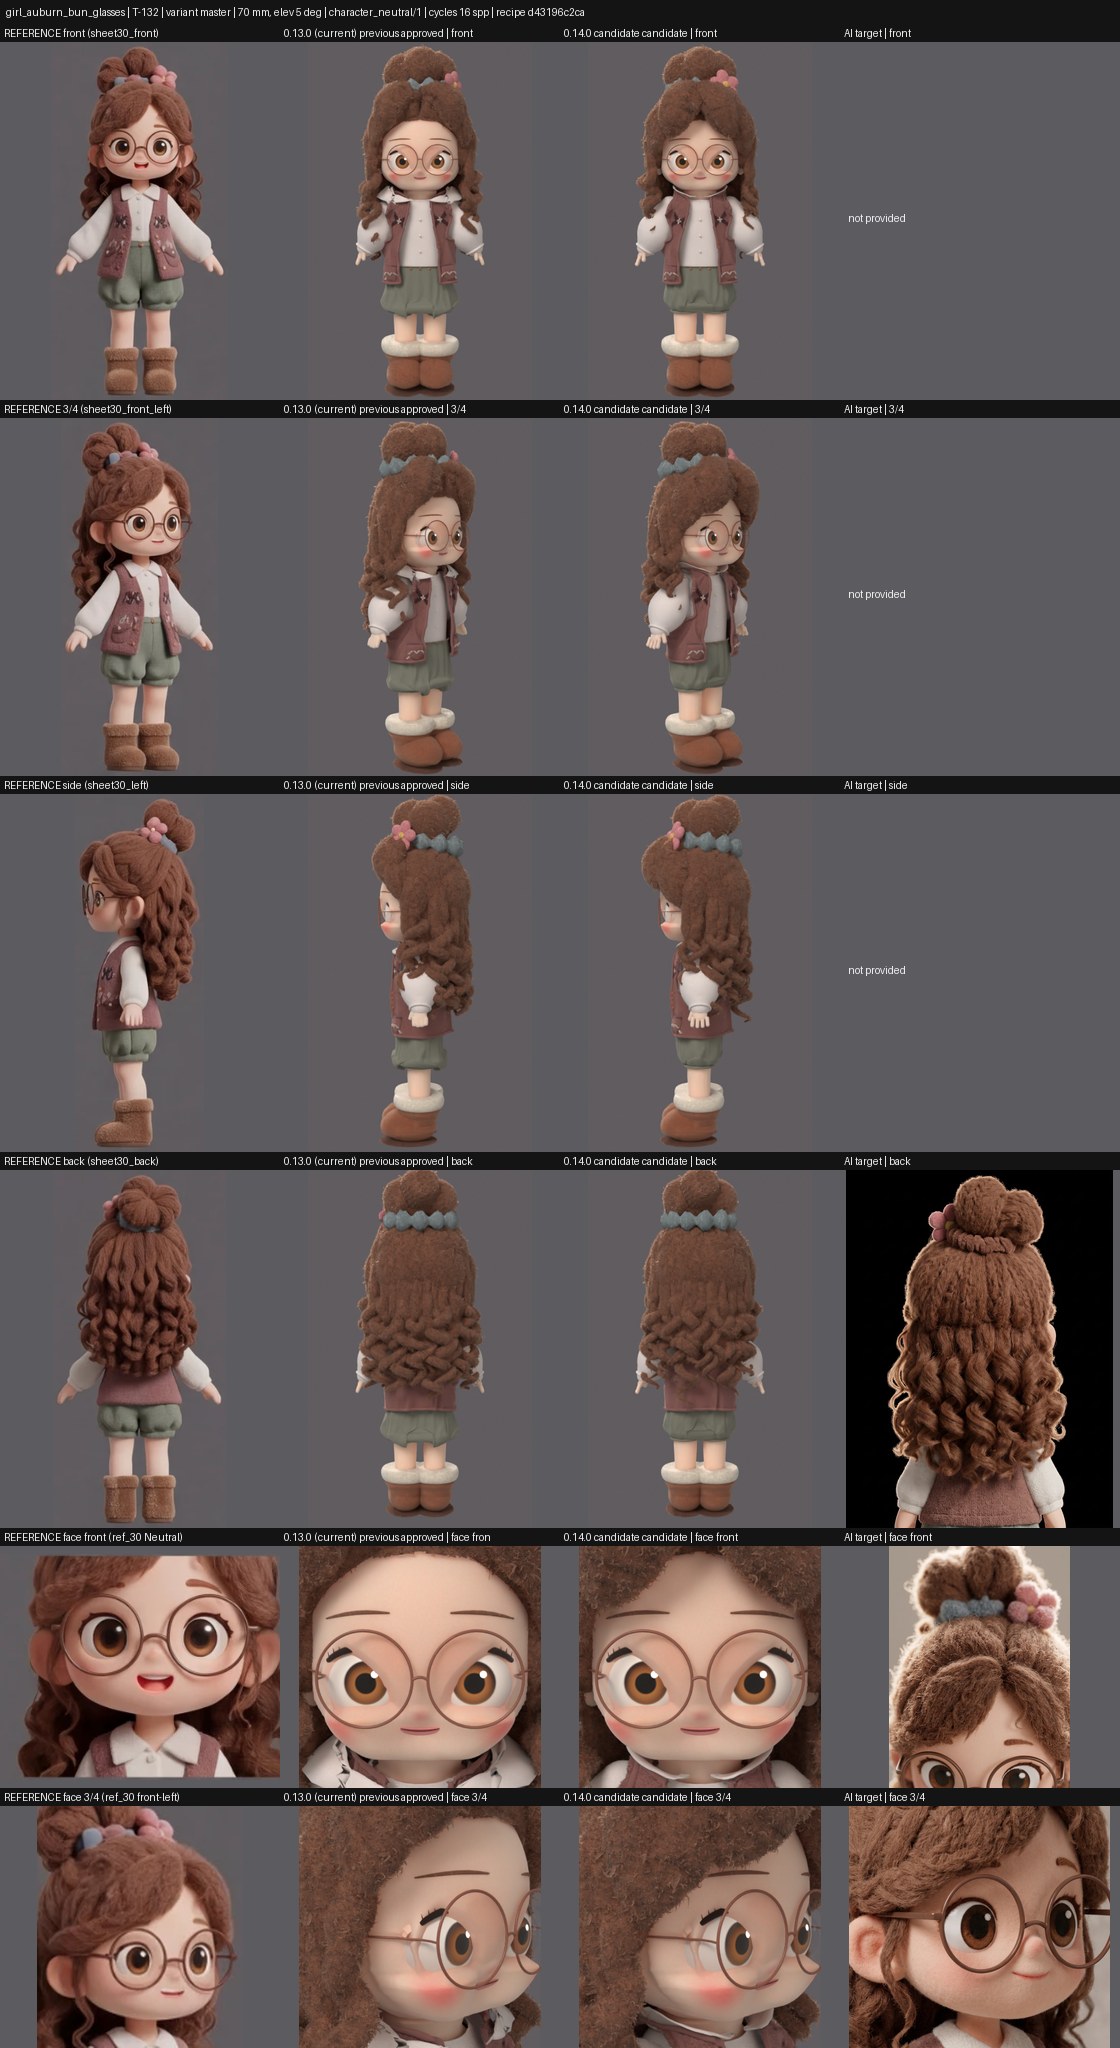 girl_auburn_bun_glasses | T-132 | variant master | 70 mm, elev 5 deg | character_neutral/1 | cycles 16 spp | recipe d43196c2ca
REFERENCE front (sheet30_front) 0.13.0 (current) previous approved | front 0.14.0 candidate candidate | front AI target | front
not provided
REFERENCE 3/4 (sheet30_front_left) 0.13.0 (current) previous approved | 3/4 0.14.0 candidate candidate | 3/4 AI target | 3/4
not provided
REFERENCE side (sheet30_left) 0.13.0 (current) previous approved | side 0.14.0 candidate candidate | side AI target | side
not provided
REFERENCE back (sheet30_back) 0.13.0 (current) previous approved | back 0.14.0 candidate candidate | back AI target | back
REFERENCE face front (ref_30 Neutral) 0.13.0 (current) previous approved | face fron 0.14.0 candidate candidate | face front AI target | face front
REFERENCE face 3/4 (ref_30 front-left) 0.13.0 (current) previous approved | face 3/4 0.14.0 candidate candidate | face 3/4 AI target | face 3/4